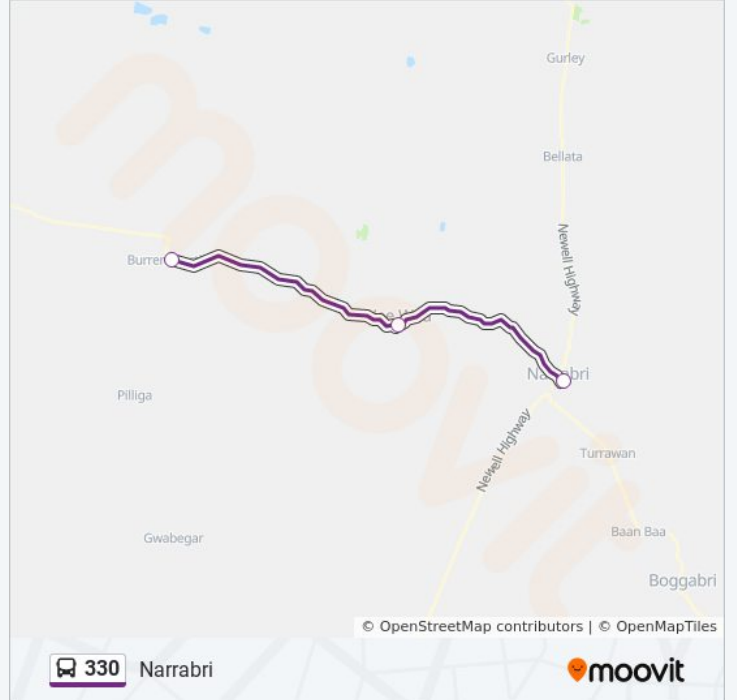 Gurley
Bellata
Newell Highway
Burren
Narrabri
Pilliga
Newell Highway
Turrawan
Baan Baa
Gwabegar
Boggabri
© OpenStreetMap contributors | © OpenMapTiles
330 Narrabri
moovit
moovit